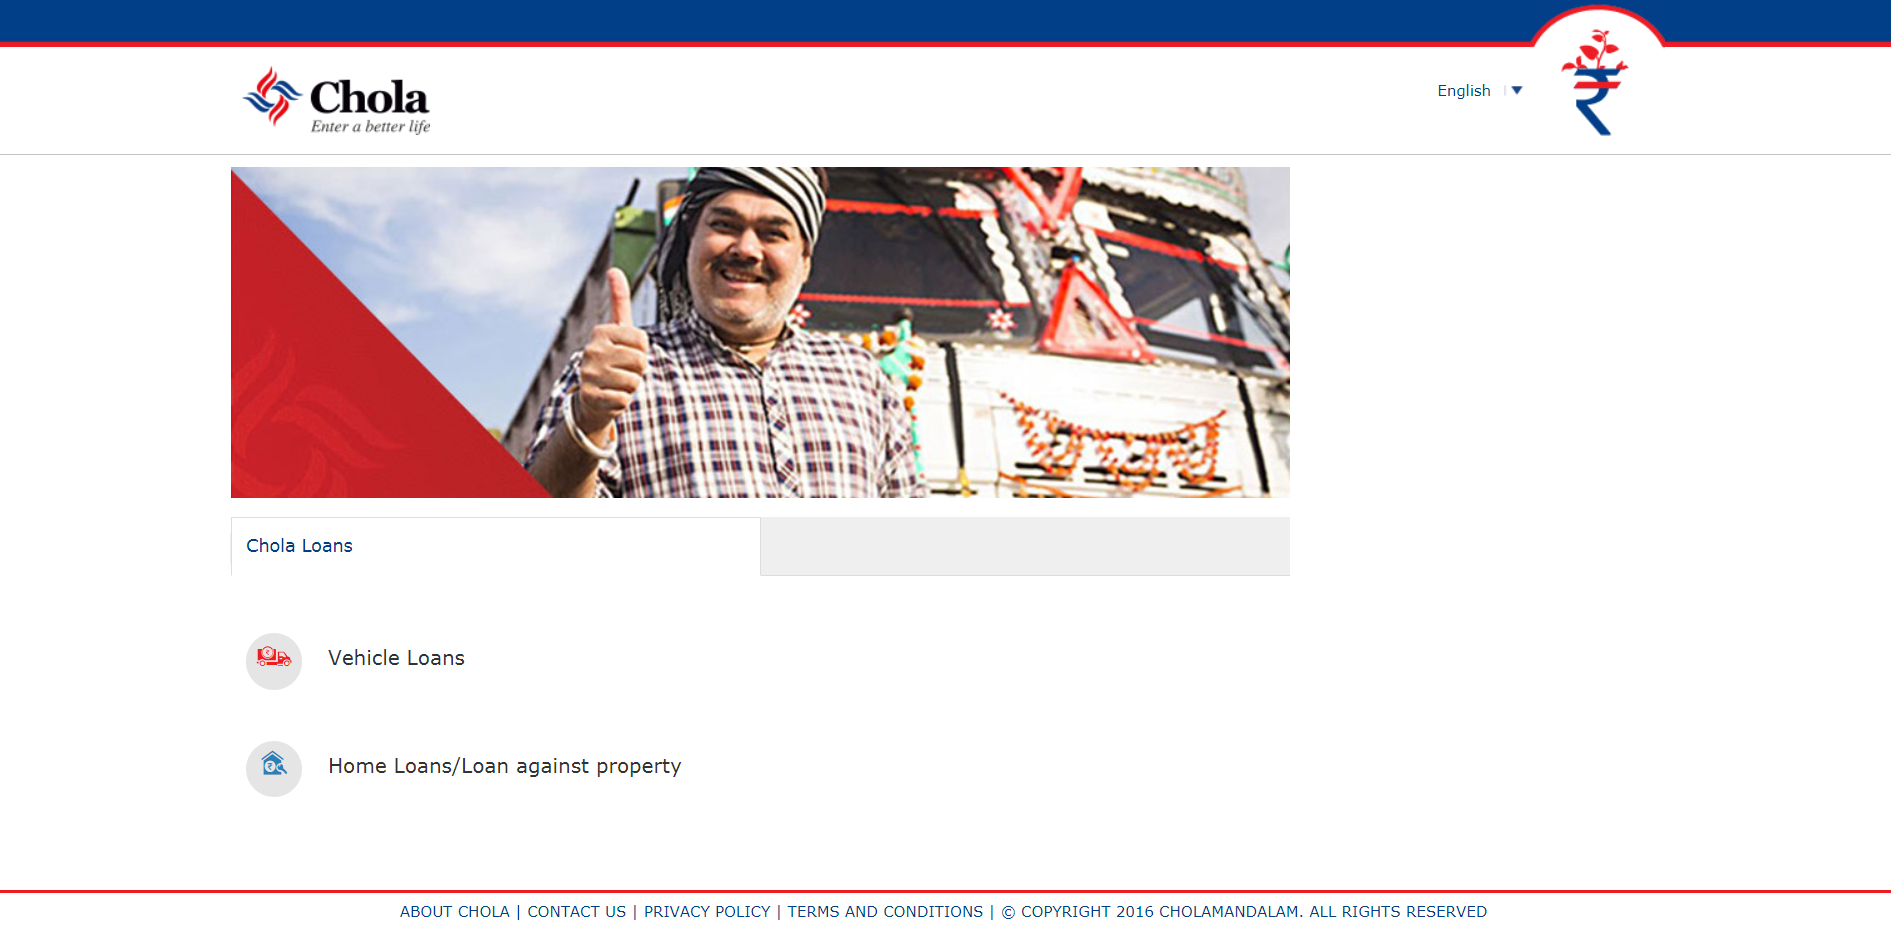 Chola
Enter a better life
English
Chola Loans
Vehicle Loans
Home Loans/Loan against property
ABOUT CHOLA | CONTACT US | PRIVACY POLICY | TERMS AND CONDITIONS | © COPYRIGHT 2016 CHOLAMANDALAM. ALL RIGHTS RESERVED